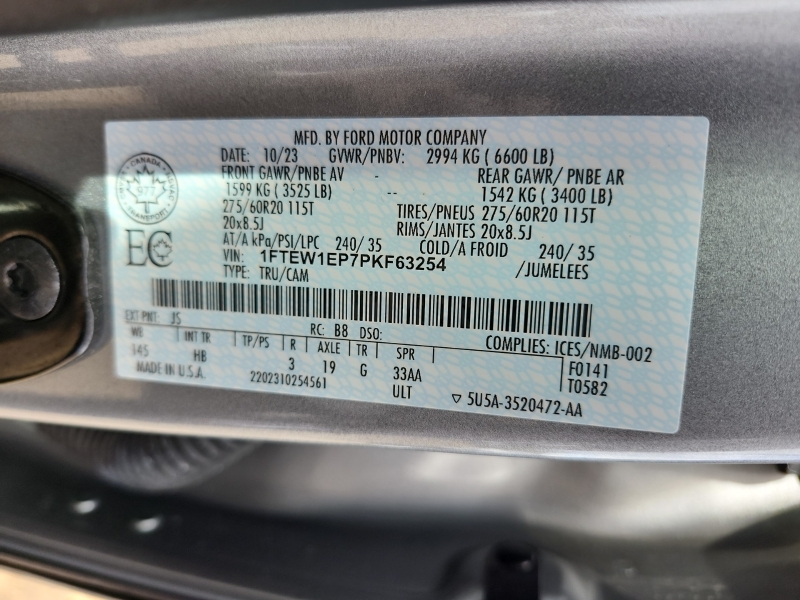 MFD. BY FORD MOTOR COMPANY
DATE: 10/23 GVWR/PNBV: 2994 KG ( 6600 LB)
FRONT GAWR/PNBE AV - REAR GAWR/ PNBE AR
1599 KG ( 3525 LB) -- 1542 KG ( 3400 LB)
275/60R20 115T TIRES/PNEUS 275/60R20 115T
20x8.5J RIMS/JANTES 20x8.5J
AT/A kPa/PSI/LPC 240/ 35 COLD/A FROID 240/ 35
VIN: 1FTEW1EP7PKF63254 /JUMELEES
TYPE: TRU/CAM
CANADA
977
TRANSPORT
EC
EXT PNT: JS RC: B8 DSO: COMPLIES: ICES/NMB-002
WB INT TR TP/PS R AXLE TR SPR F0141
145 HB 3 19 G 33AA T0582
MADE IN U.S.A. 2202310254561 ULT ▽ 5U5A-3520472-AA